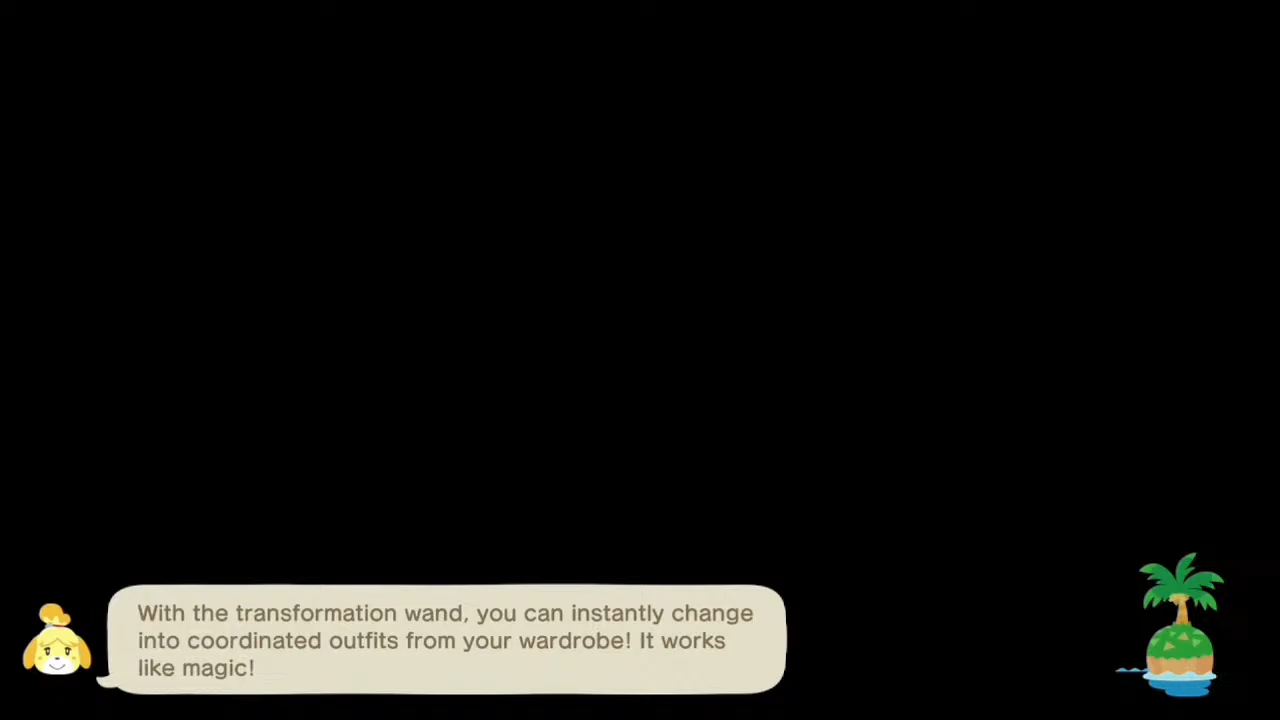 With the transformation wand, you can instantly change
into coordinated outfits from your wardrobe! It works
like magic!